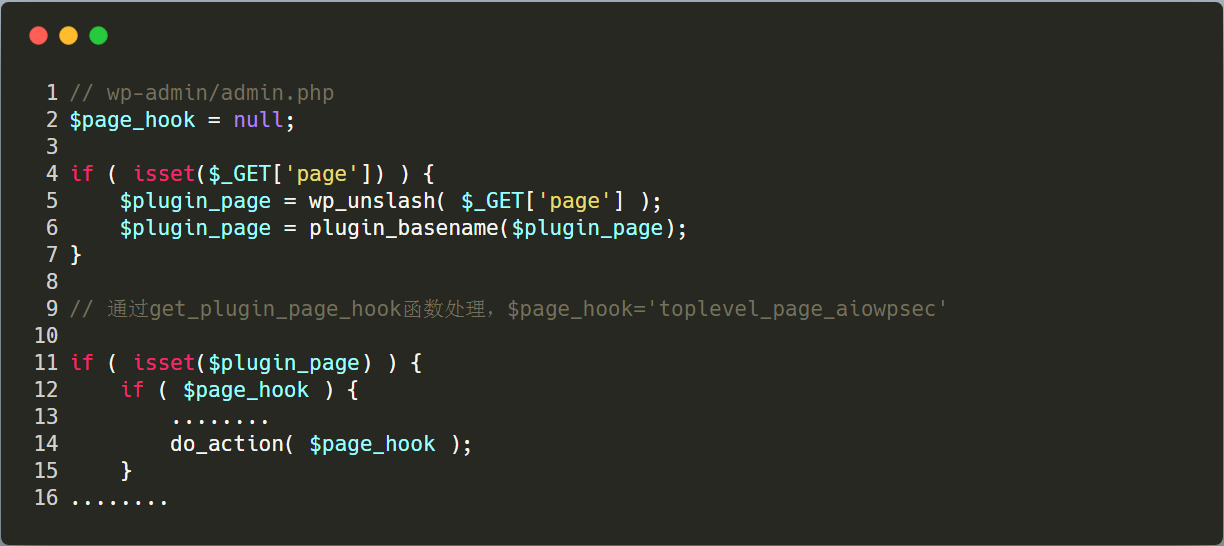 1 // wp-admin/admin.php
2 $page_hook = null;
3
4 if ( isset($_GET['page']) ) {
5     $plugin_page = wp_unslash( $_GET['page'] );
6     $plugin_page = plugin_basename($plugin_page);
7 }
8
9 // 通过get_plugin_page_hook函数处理，$page_hook='toplevel_page_aiowpsec'
10
11 if ( isset($plugin_page) ) {
12     if ( $page_hook ) {
13         ........
14         do_action( $page_hook );
15     }
16 ........